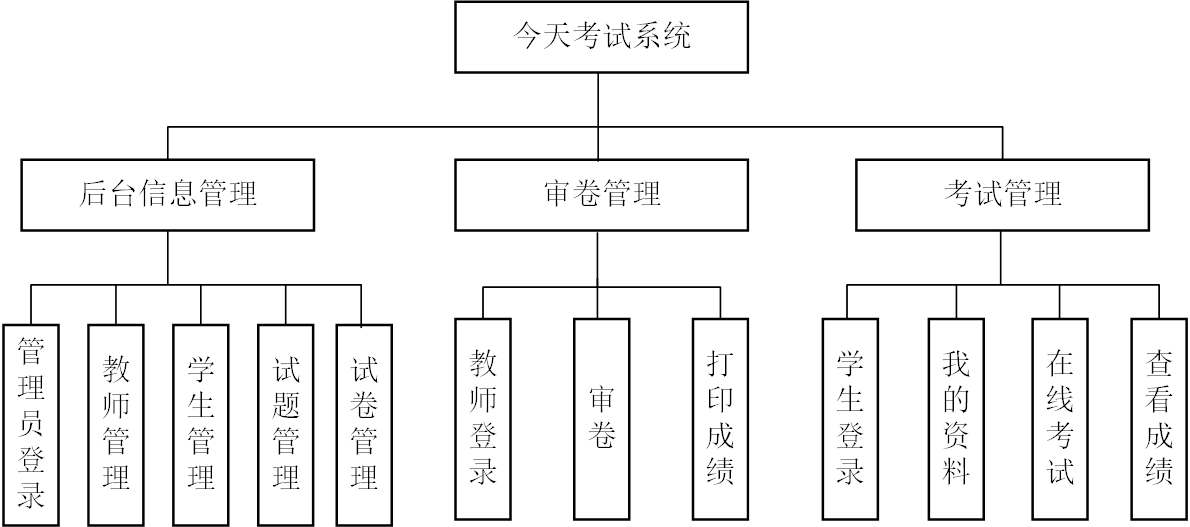 今天考试系统
后台信息管理
审卷管理
考试管理
管理员登录
教师管理
学生管理
试题管理
试卷管理
教师登录
审卷
打印成绩
学生登录
我的资料
在线考试
查看成绩